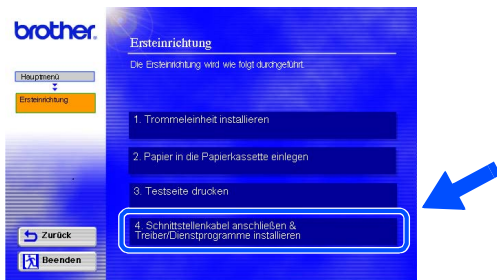 brother.
Ersteinrichtung
Die Ersteinrichtung wird wie folgt durchgeführt.
Hauptmenü
Ersteinrichtung
1. Trommeleinheit installieren
2. Papier in die Papierkassette einlegen
3. Testseite drucken
4. Schnittstellenkabel anschließen &
Treiber/Dienstprogramme installieren
Zurück
Beenden